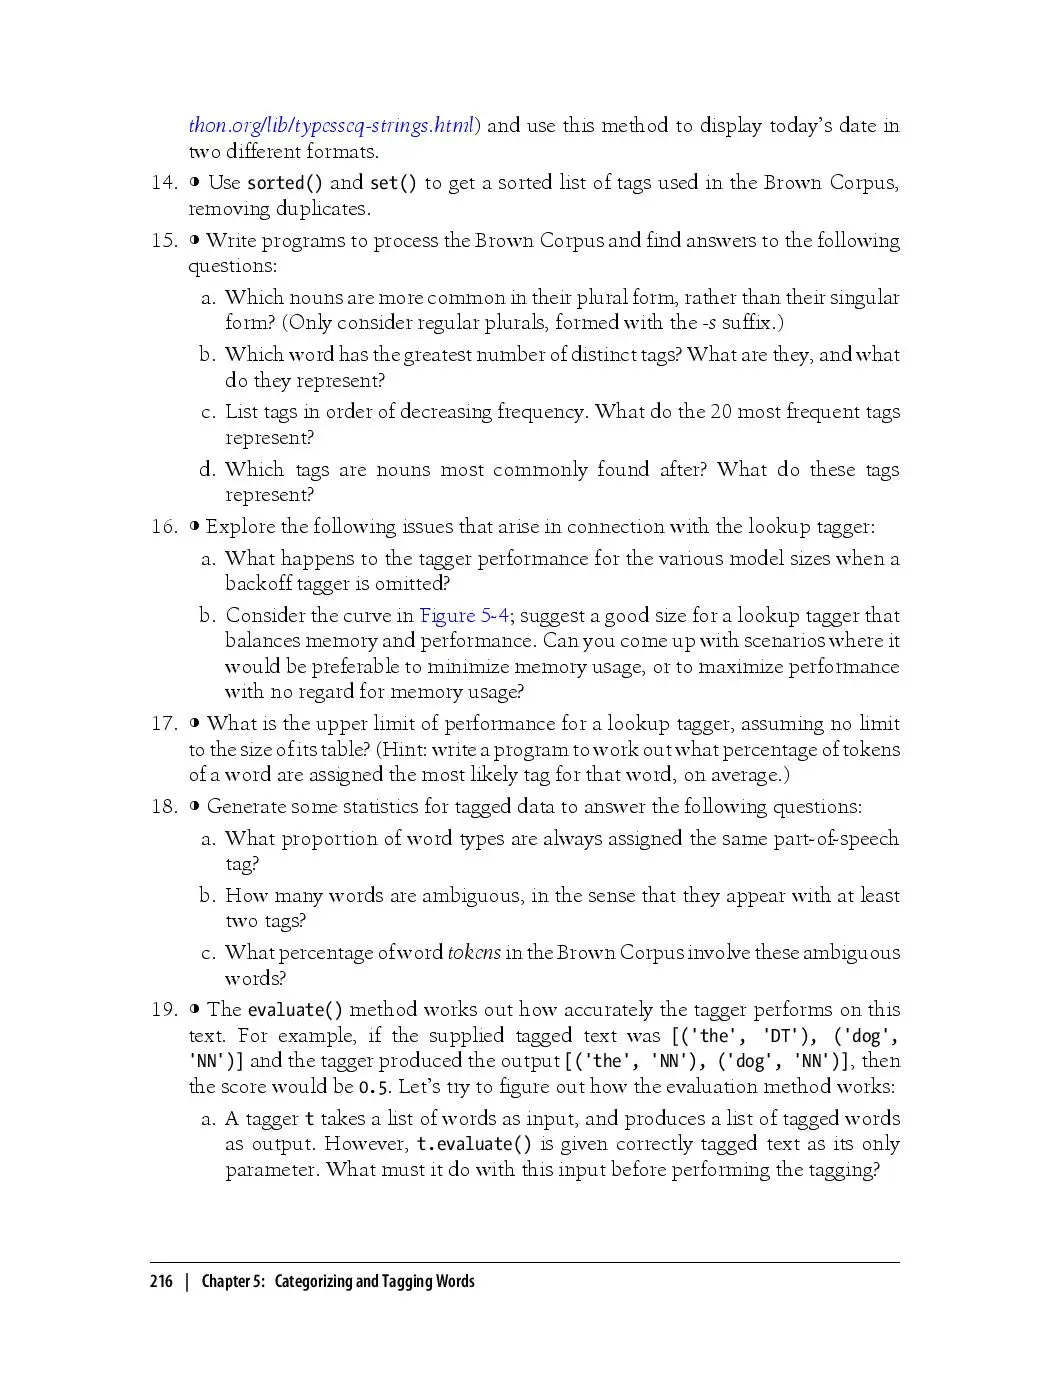 thon.org/lib/typesseq-strings.html) and use this method to display today's date in
two different formats.
14. ◑ Use sorted() and set() to get a sorted list of tags used in the Brown Corpus,
removing duplicates.
15. ◑ Write programs to process the Brown Corpus and find answers to the following
questions:
a. Which nouns are more common in their plural form, rather than their singular
form? (Only consider regular plurals, formed with the -s suffix.)
b. Which word has the greatest number of distinct tags? What are they, and what
do they represent?
c. List tags in order of decreasing frequency. What do the 20 most frequent tags
represent?
d. Which tags are nouns most commonly found after? What do these tags
represent?
16. ◑ Explore the following issues that arise in connection with the lookup tagger:
a. What happens to the tagger performance for the various model sizes when a
backoff tagger is omitted?
b. Consider the curve in Figure 5-4; suggest a good size for a lookup tagger that
balances memory and performance. Can you come up with scenarios where it
would be preferable to minimize memory usage, or to maximize performance
with no regard for memory usage?
17. ◑ What is the upper limit of performance for a lookup tagger, assuming no limit
to the size of its table? (Hint: write a program to work out what percentage of tokens
of a word are assigned the most likely tag for that word, on average.)
18. ◑ Generate some statistics for tagged data to answer the following questions:
a. What proportion of word types are always assigned the same part-of-speech
tag?
b. How many words are ambiguous, in the sense that they appear with at least
two tags?
c. What percentage of word tokens in the Brown Corpus involve these ambiguous
words?
19. ◑ The evaluate() method works out how accurately the tagger performs on this
text. For example, if the supplied tagged text was [('the', 'DT'), ('dog',
'NN')] and the tagger produced the output [('the', 'NN'), ('dog', 'NN')], then
the score would be 0.5. Let's try to figure out how the evaluation method works:
a. A tagger t takes a list of words as input, and produces a list of tagged words
as output. However, t.evaluate() is given correctly tagged text as its only
parameter. What must it do with this input before performing the tagging?
216 | Chapter 5: Categorizing and Tagging Words